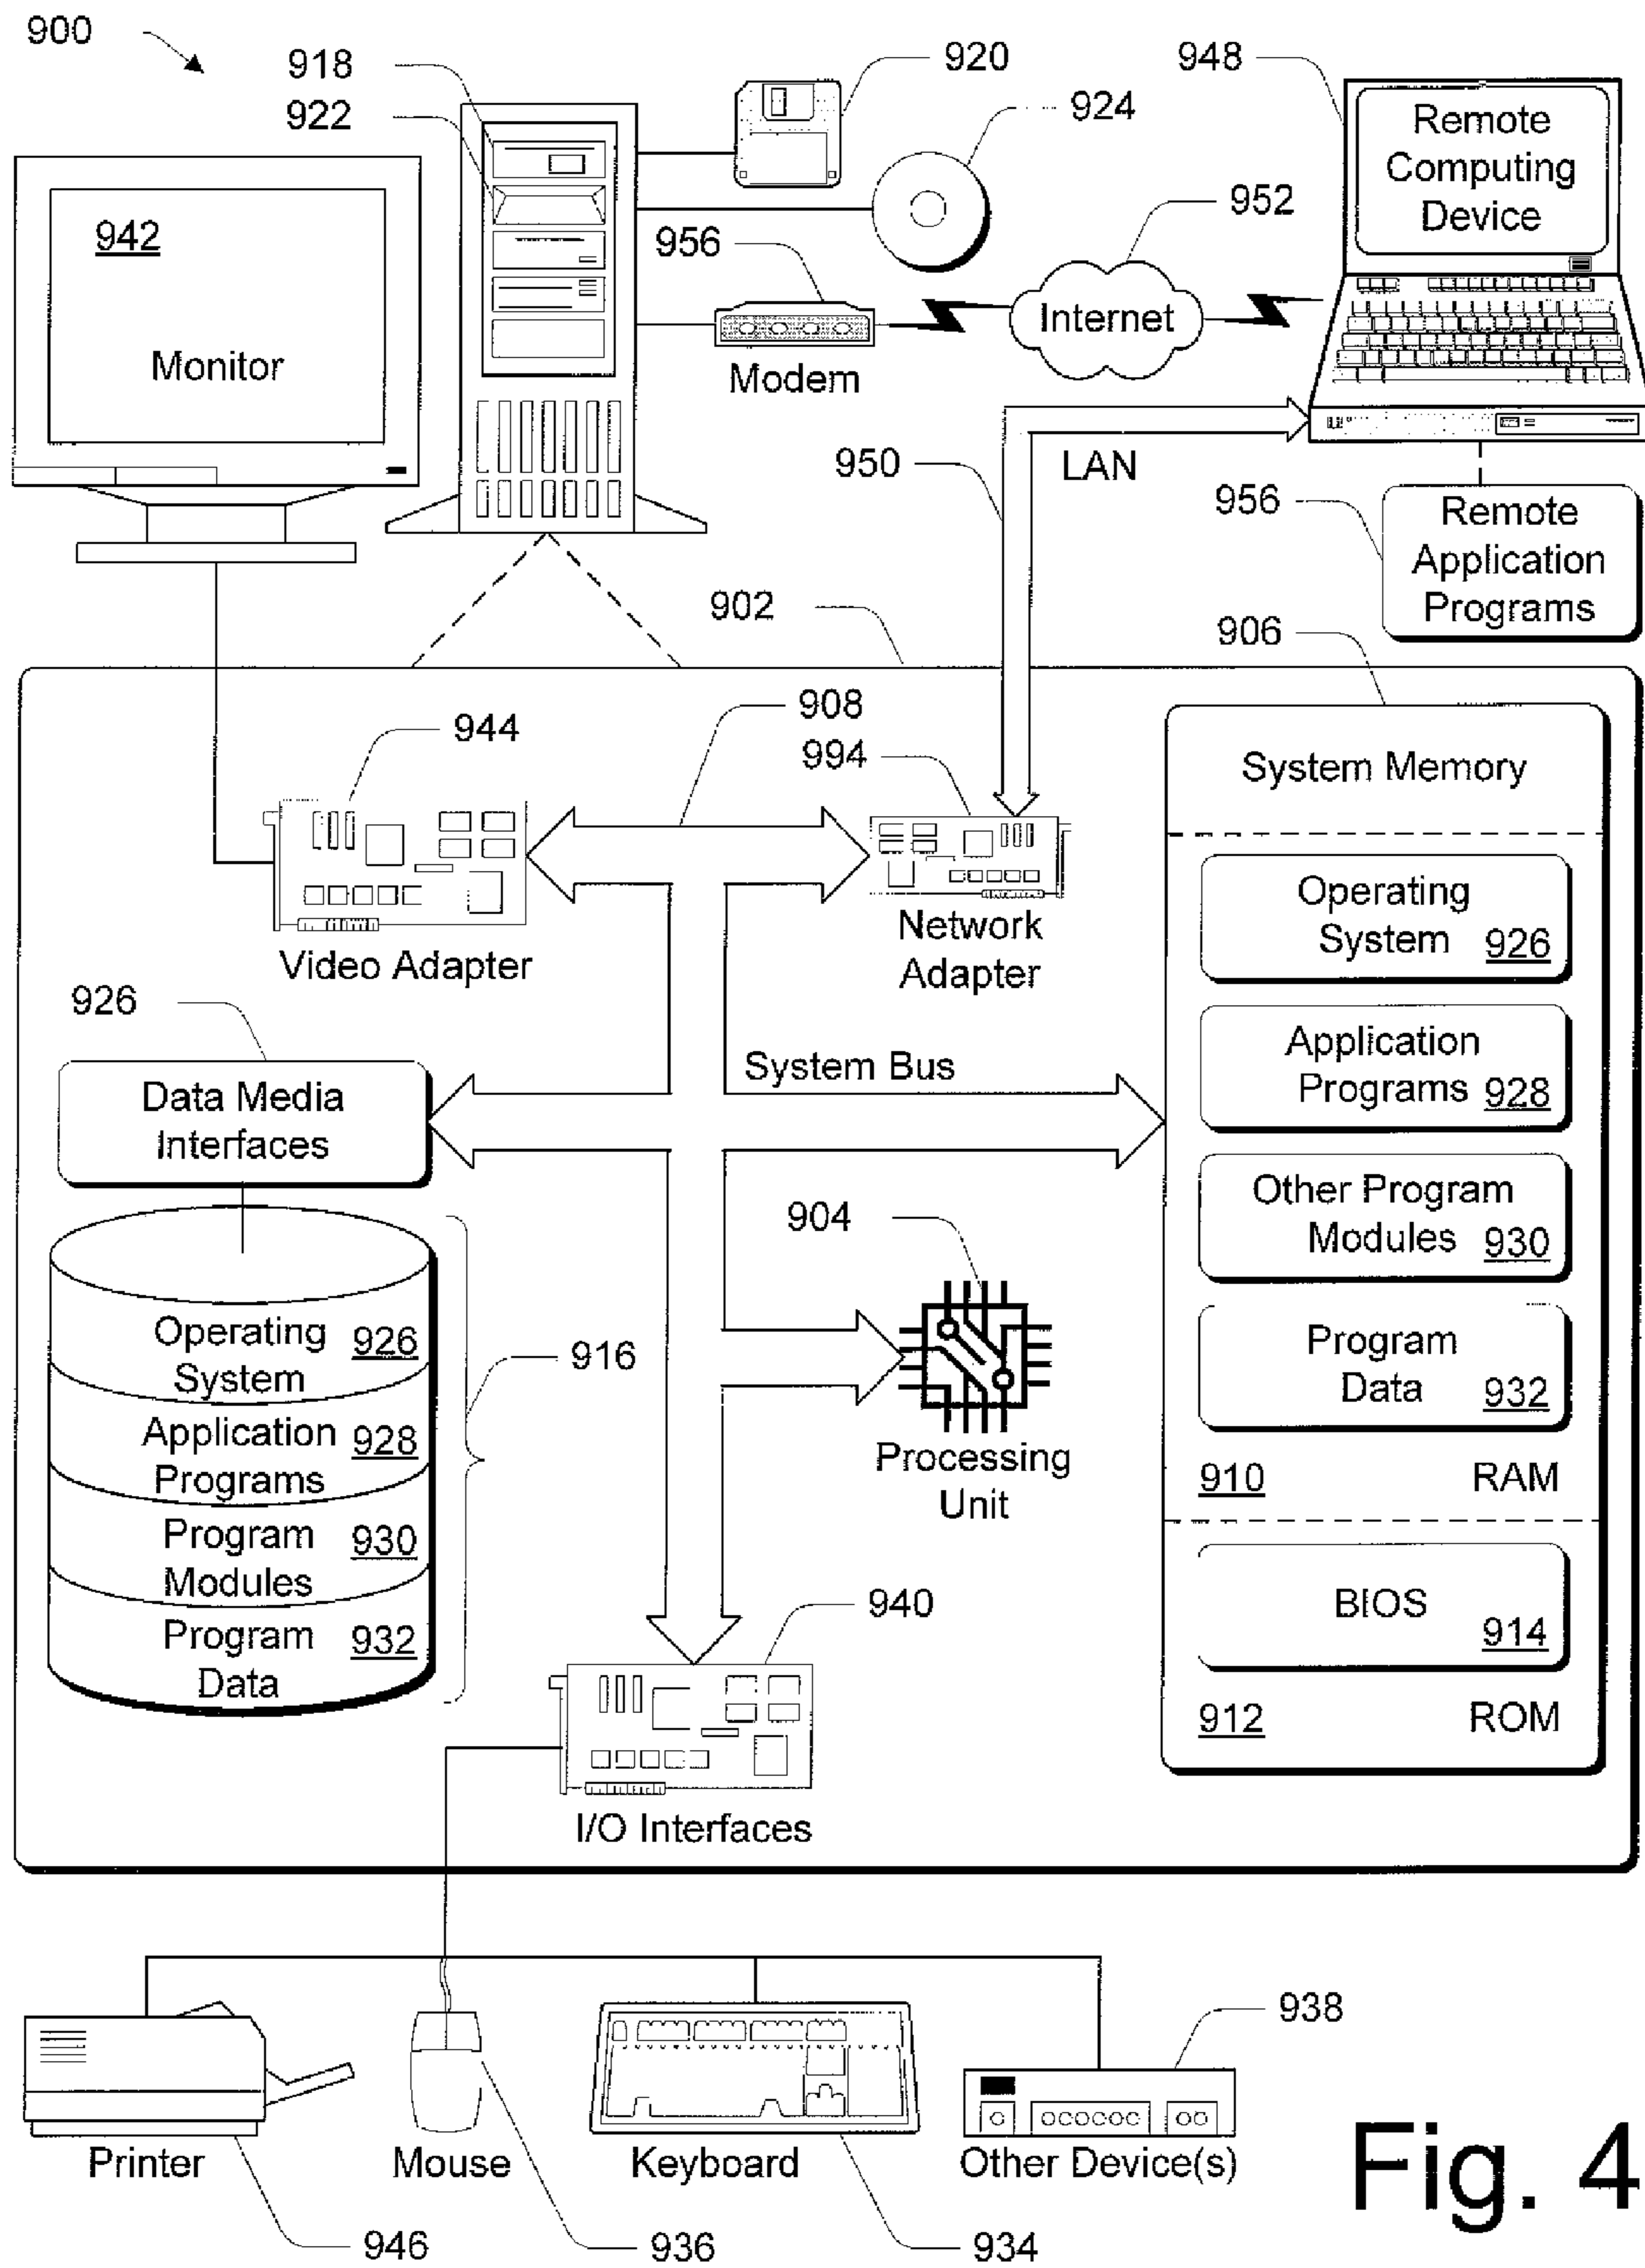 900
918
922
920
924
948
Remote
Computing
Device
942
Monitor
956
Modem
952
Internet
950
LAN
956
Remote
Application
Programs
902
906
944
908
994
Video Adapter
Network
Adapter
System Memory
Operating
System 926
Application
Programs 928
Other Program
Modules 930
Program
Data 932
910 RAM
BIOS
914
912 ROM
926
Data Media
Interfaces
System Bus
904
Processing
Unit
Operating
System 926
Application
Programs 928
Program
Modules 930
Program
Data 932
916
940
I/O Interfaces
Printer
946
Mouse
936
Keyboard
934
938
Other Device(s)
Fig. 4